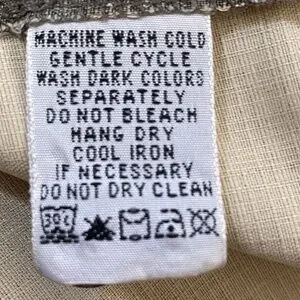 MACHINE WASH COLD
GENTLE CYCLE
WASH DARK COLORS
SEPARATELY
DO NOT BLEACH
HANG DRY
COOL IRON
IF NECESSARY
DO NOT DRY CLEAN
30C